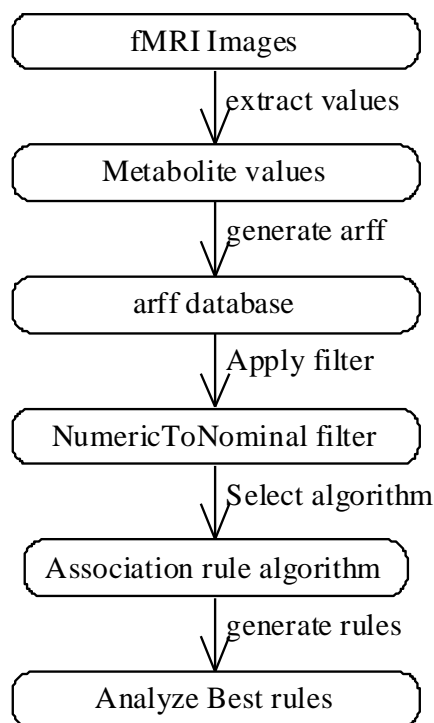 fMRI Images
extract values
Metabolite values
generate arff
arff database
Apply filter
NumericToNominal filter
Select algorithm
Association rule algorithm
generate rules
Analyze Best rules